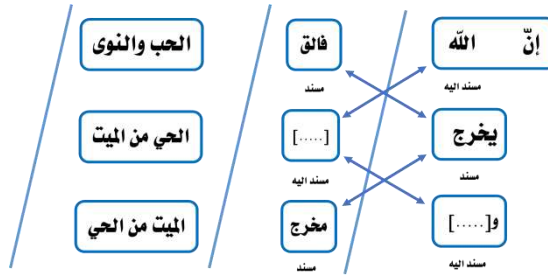 إنّ الله فالق الحب والنوى
مسند اليه مسند
يخرج [.....] الحي من الميت
مسند مسند اليه
و[.....] مخرج الميت من الحي
مسند اليه مسند